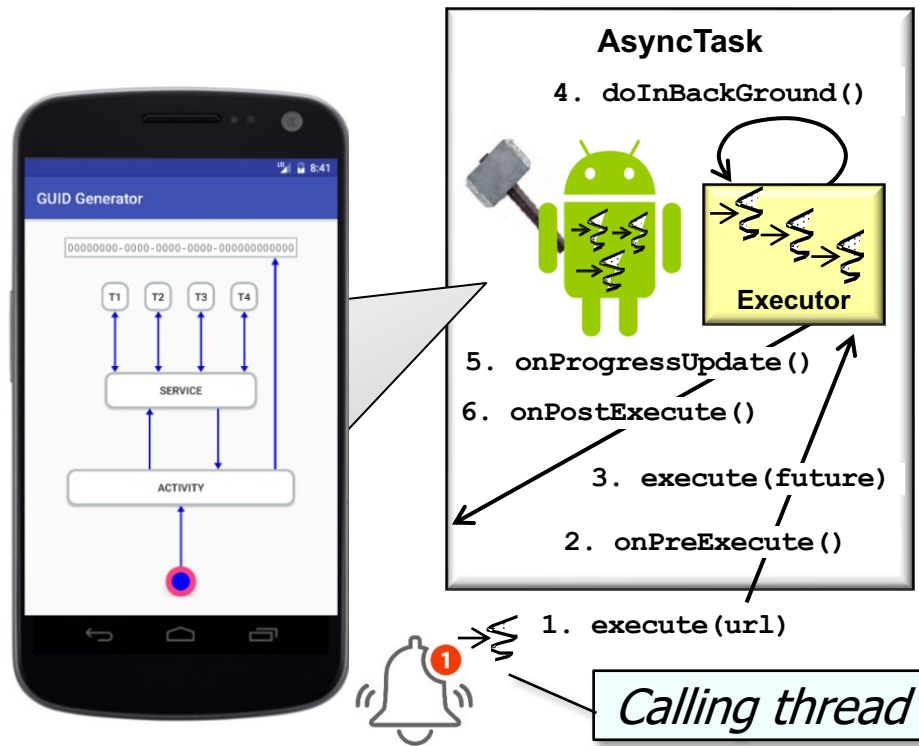 AsyncTask
4. doInBackGround()
Executor
5. onProgressUpdate()
6. onPostExecute()
3. execute(future)
2. onPreExecute()
1. execute(url)
Calling thread
1
8:41
GUID Generator
00000000-0000-0000-0000-000000000000
T1 T2 T3 T4
SERVICE
ACTIVITY